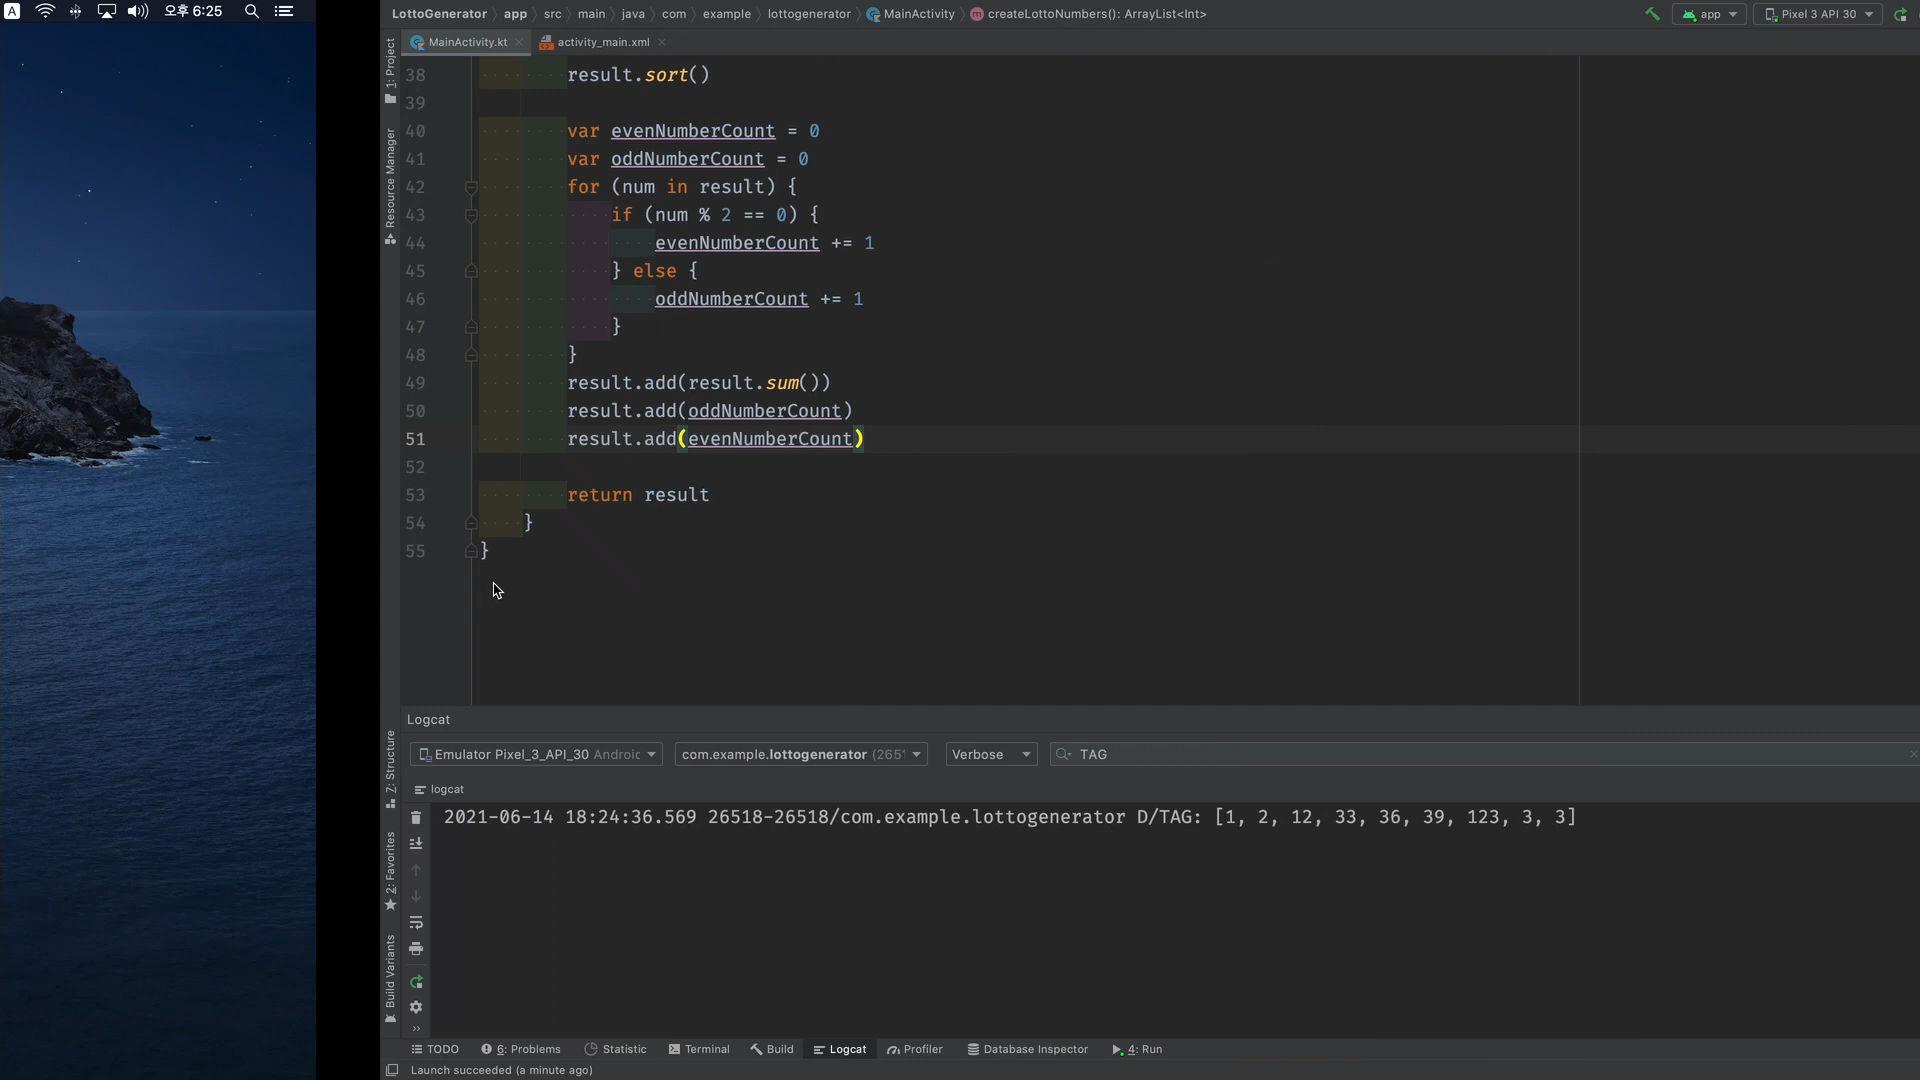 A 오후 6:25
LottoGenerator app src main java com example lottogenerator MainActivity createLottoNumbers(): ArrayList<Int> app Pixel 3 API 30
MainActivity.kt activity_main.xml
1: Project
Resource Manager
38 result.sort()
39
40 var evenNumberCount = 0
41 var oddNumberCount = 0
42 for (num in result) {
43 if (num % 2 == 0) {
44 evenNumberCount += 1
45 } else {
46 oddNumberCount += 1
47 }
48 }
49 result.add(result.sum())
50 result.add(oddNumberCount)
51 result.add(evenNumberCount)
52
53 return result
54 }
55 }
Logcat
Z: Structure
2: Favorites
Build Variants
Emulator Pixel_3_API_30 Androic com.example.lottogenerator (2651 Verbose TAG
logcat
2021-06-14 18:24:36.569 26518-26518/com.example.lottogenerator D/TAG: [1, 2, 12, 33, 36, 39, 123, 3, 3]
TODO 6: Problems Statistic Terminal Build Logcat Profiler Database Inspector 4: Run
Launch succeeded (a minute ago)